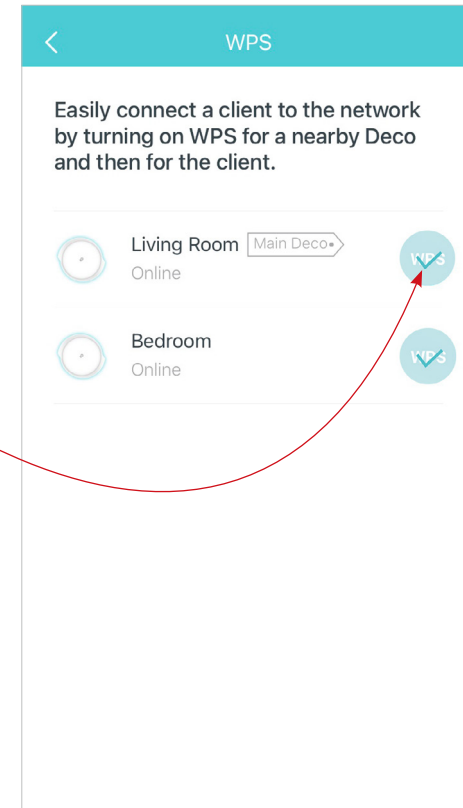 WPS
Easily connect a client to the network
by turning on WPS for a nearby Deco
and then for the client.
Living Room Main Deco
Online
WPS
Bedroom
Online
WPS